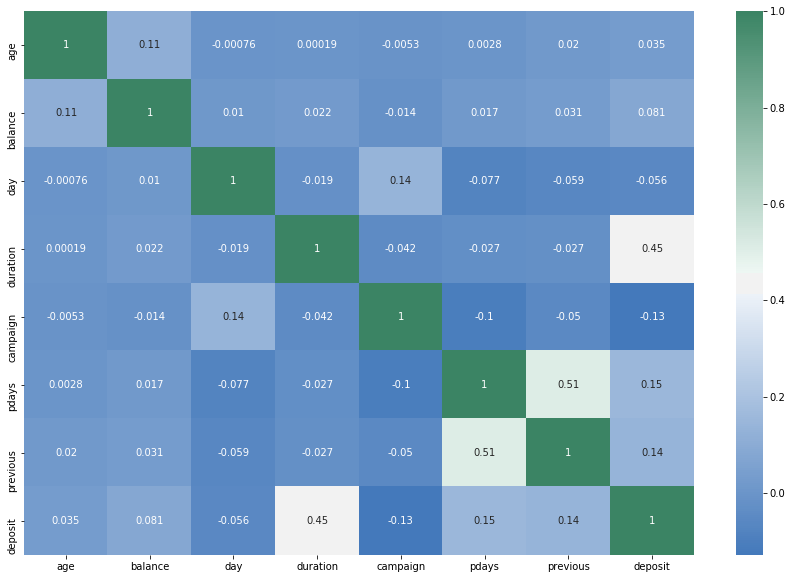 age 1 0.11 -0.00076 0.00019 -0.0053 0.0028 0.02 0.035
balance 0.11 1 0.01 0.022 -0.014 0.017 0.031 0.081
day -0.00076 0.01 1 -0.019 0.14 -0.077 -0.059 -0.056
duration 0.00019 0.022 -0.019 1 -0.042 -0.027 -0.027 0.45
campaign -0.0053 -0.014 0.14 -0.042 1 -0.1 -0.05 -0.13
pdays 0.0028 0.017 -0.077 -0.027 -0.1 1 0.51 0.15
previous 0.02 0.031 -0.059 -0.027 -0.05 0.51 1 0.14
deposit 0.035 0.081 -0.056 0.45 -0.13 0.15 0.14 1
age balance day duration campaign pdays previous deposit
1.0
0.8
0.6
0.4
0.2
0.0